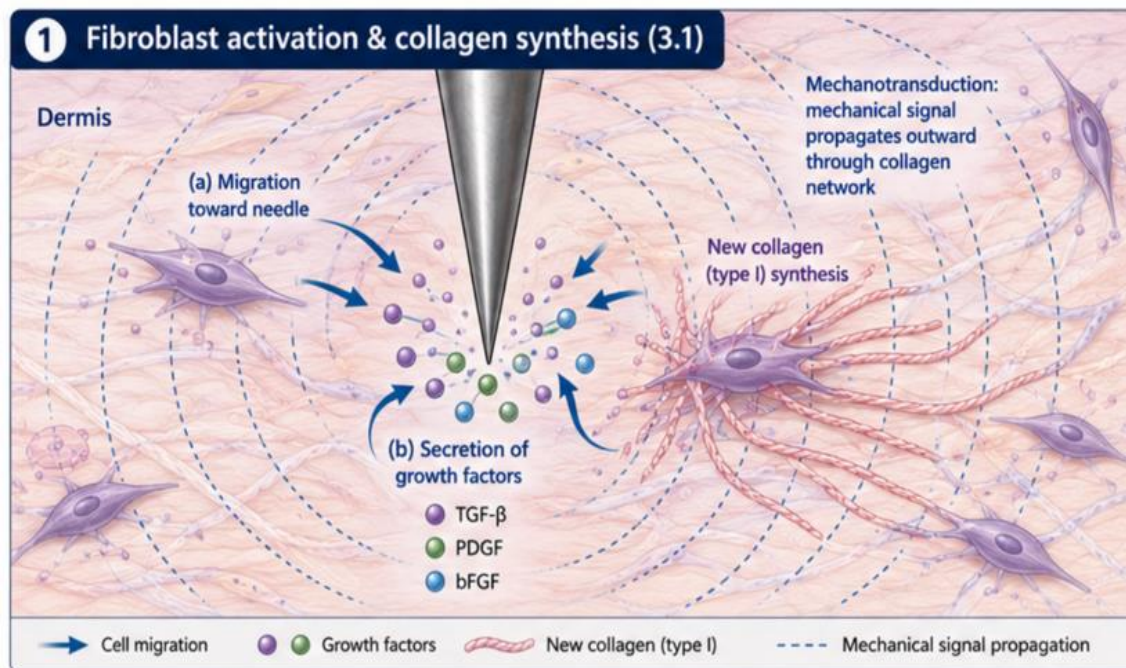 1 Fibroblast activation & collagen synthesis (3.1)
Dermis
(a) Migration
toward needle
Mechanotransduction:
mechanical signal
propagates outward
through collagen
network
New collagen
(type I) synthesis
(b) Secretion of
growth factors
TGF-β
PDGF
bFGF
Cell migration
Growth factors
New collagen (type I)
Mechanical signal propagation